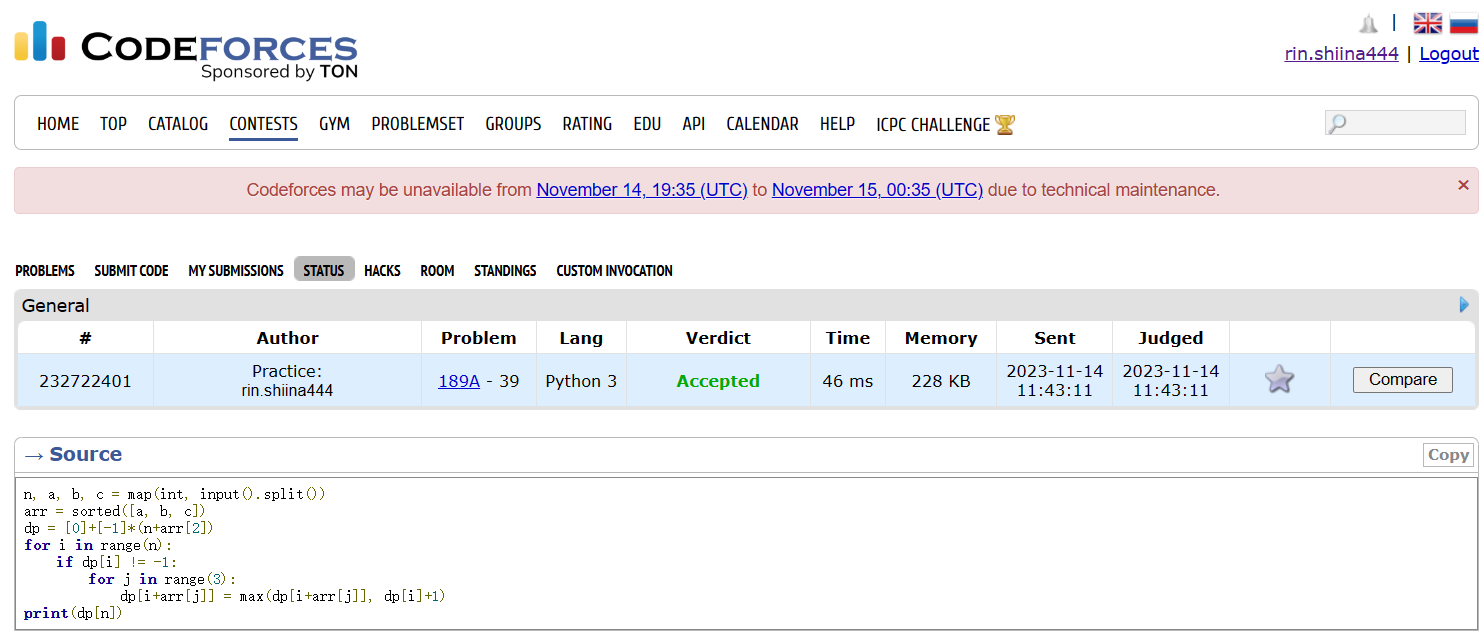 CODEFORCES
Sponsored by TON
rin.shiina444 | Logout
HOME TOP CATALOG CONTESTS GYM PROBLEMSET GROUPS RATING EDU API CALENDAR HELP ICPC CHALLENGE
Codeforces may be unavailable from November 14, 19:35 (UTC) to November 15, 00:35 (UTC) due to technical maintenance. ×
PROBLEMS SUBMIT CODE MY SUBMISSIONS STATUS HACKS ROOM STANDINGS CUSTOM INVOCATION
General
# Author Problem Lang Verdict Time Memory Sent Judged
232722401 Practice: rin.shiina444 189A - 39 Python 3 Accepted 46 ms 228 KB 2023-11-14 11:43:11 2023-11-14 11:43:11 Compare
→ Source Copy
n, a, b, c = map(int, input().split())
arr = sorted([a, b, c])
dp = [0]+[-1]*(n+arr[2])
for i in range(n):
    if dp[i] != -1:
        for j in range(3):
            dp[i+arr[j]] = max(dp[i+arr[j]], dp[i]+1)
print(dp[n])